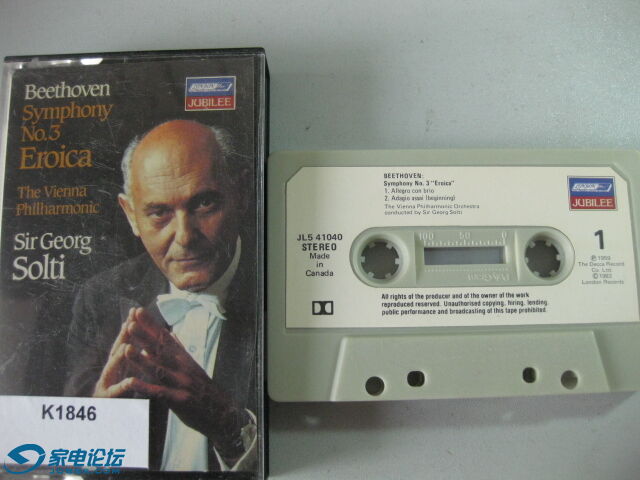 Beethoven
Symphony
No.3
Eroica
The Vienna
Philharmonic
Sir Georg
Solti
LONDON
JUBILEE
K1846
家电论坛
BEETHOVEN:
Symphony No. 3 "Eroica"
1. Allegro con brio
2. Adagio assai (beginning)
The Vienna Philharmonic Orchestra
conducted by Sir Georg Solti
LONDON
JUBILEE
JL5 41040
STEREO
Made in
Canada
100 50 0
1
℗ 1959
The Decca Record
Co. Ltd.
London Records
All rights of the producer and of the owner of the work
reproduced reserved. Unauthorised copying, hiring, lending,
public performance and broadcasting of this tape prohibited.